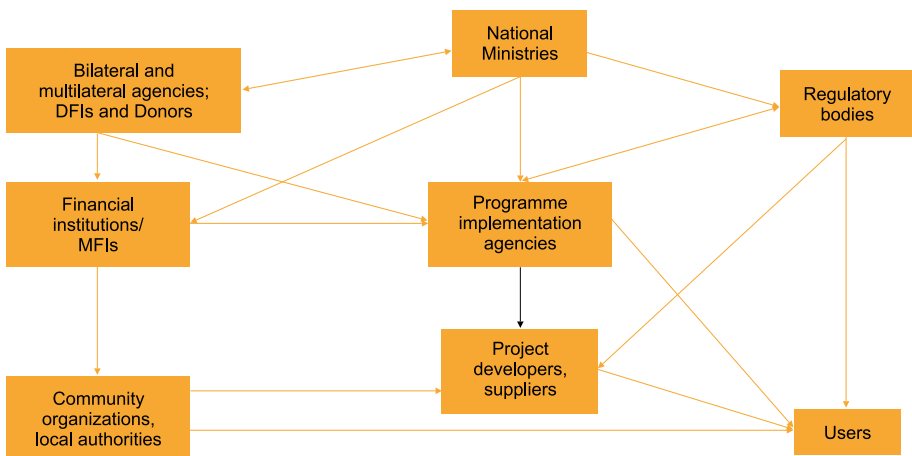 National
Ministries
Bilateral and
multilateral agencies;
DFIs and Donors
Regulatory
bodies
Financial
institutions/
MFIs
Programme
implementation
agencies
Project
developers,
suppliers
Community
organizations,
local authorities
Users